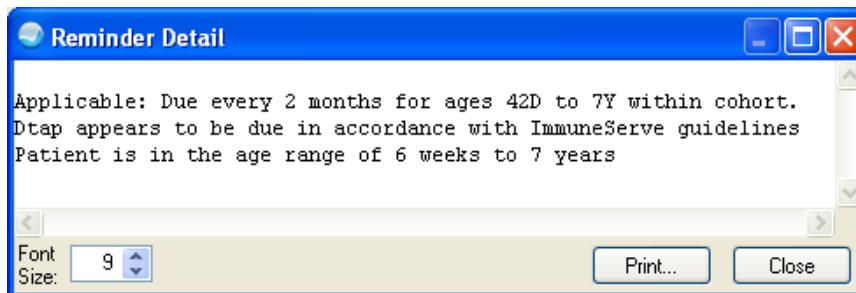 Reminder Detail
Applicable: Due every 2 months for ages 42D to 7Y within cohort.
Dtap appears to be due in accordance with ImmuneServe guidelines
Patient is in the age range of 6 weeks to 7 years
Font
Size:
9
Print...
Close